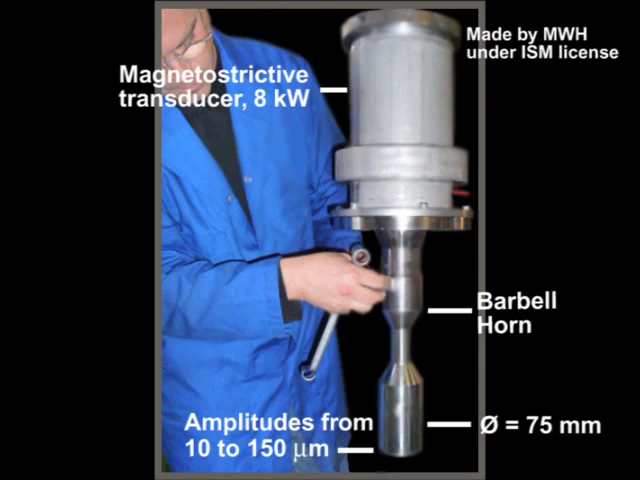 Made by MWH
under ISM license
Magnetostrictive
transducer, 8 kW
Barbell
Horn
Amplitudes from
10 to 150 μm
Ø = 75 mm